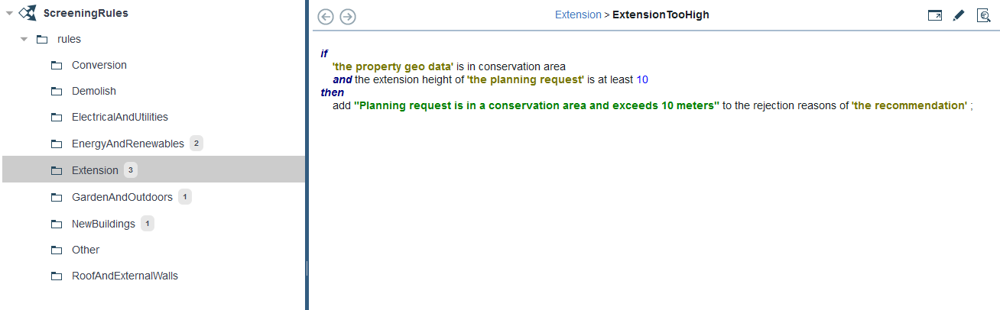 ScreeningRules
rules
Conversion
Demolish
ElectricalAndUtilities
EnergyAndRenewables 2
Extension 3
GardenAndOutdoors 1
NewBuildings 1
Other
RoofAndExternalWalls
Extension > ExtensionTooHigh
if
'the property geo data' is in conservation area
and the extension height of 'the planning request' is at least 10
then
add "Planning request is in a conservation area and exceeds 10 meters" to the rejection reasons of 'the recommendation' ;